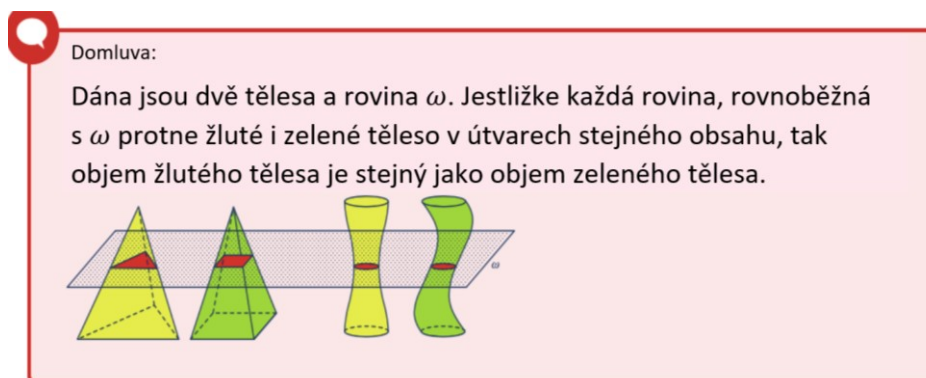 Domluva:
Dána jsou dvě tělesa a rovina ω. Jestližke každá rovina, rovnoběžná
s ω protne žluté i zelené těleso v útvarech stejného obsahu, tak
objem žlutého tělesa je stejný jako objem zeleného tělesa.
ω